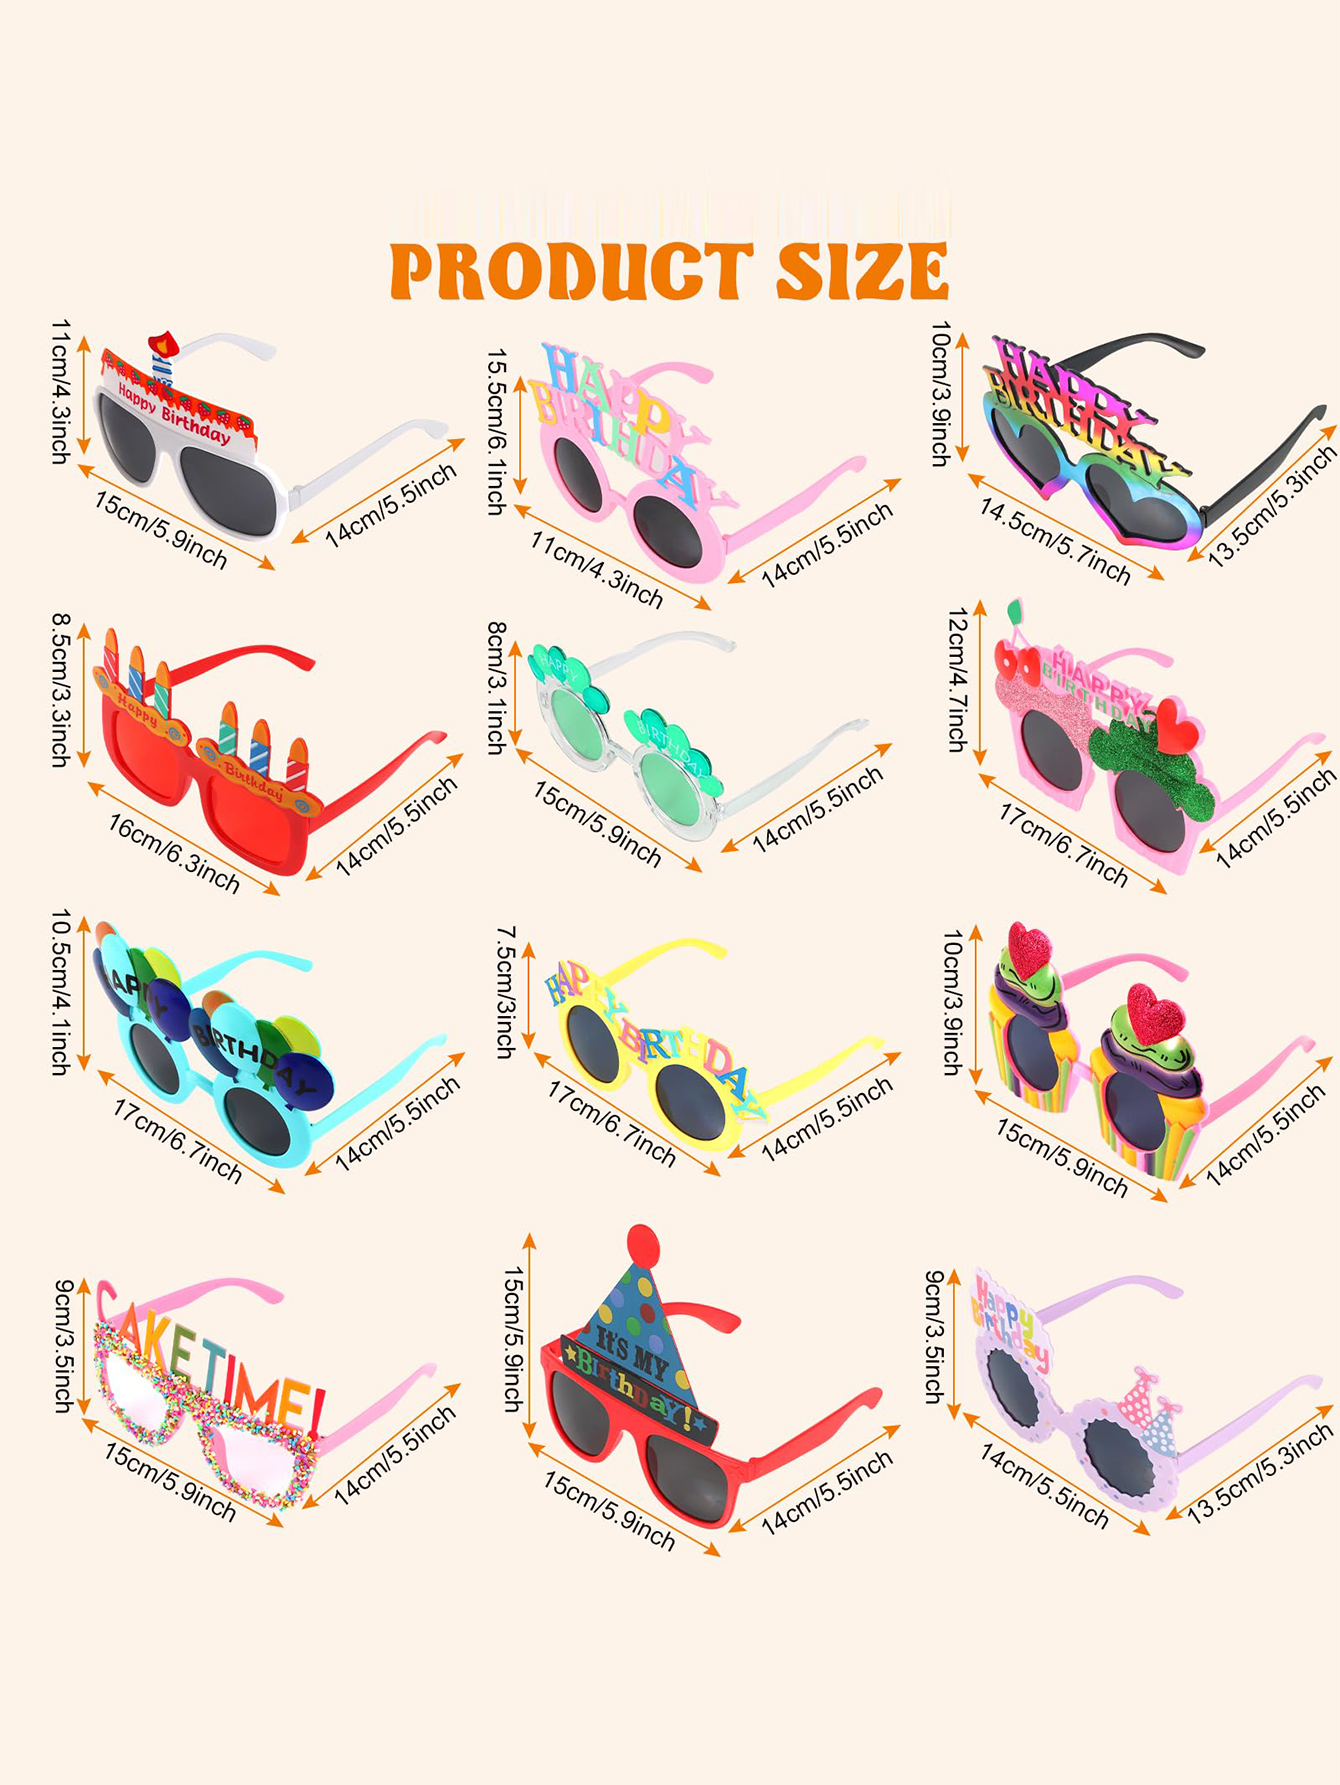 PRODUCT SIZE
11cm/4.3inch
Happy Birthday
15cm/5.9inch
14cm/5.5inch
15.5cm/6.1inch
HAPPY
BIRTHDAY
11cm/4.3inch
14cm/5.5inch
10cm/3.9inch
HAPPY
BIRTHDAY
14.5cm/5.7inch
13.5cm/5.3inch
8.5cm/3.3inch
Happy
Birthday
16cm/6.3inch
14cm/5.5inch
8cm/3.1inch
HAPPY
BIRTHDAY
15cm/5.9inch
14cm/5.5inch
12cm/4.7inch
HAPPY
BIRTHDAY
17cm/6.7inch
14cm/5.5inch
10.5cm/4.1inch
HAPPY
BIRTHDAY
17cm/6.7inch
14cm/5.5inch
7.5cm/3inch
HAPPY
BIRTHDAY
17cm/6.7inch
14cm/5.5inch
10cm/3.9inch
15cm/5.9inch
14cm/5.5inch
9cm/3.5inch
CAKE TIME!
15cm/5.9inch
14cm/5.5inch
15cm/5.9inch
IT'S MY
BirthDay!
15cm/5.9inch
14cm/5.5inch
9cm/3.5inch
Happy
Birthday
14cm/5.5inch
13.5cm/5.3inch